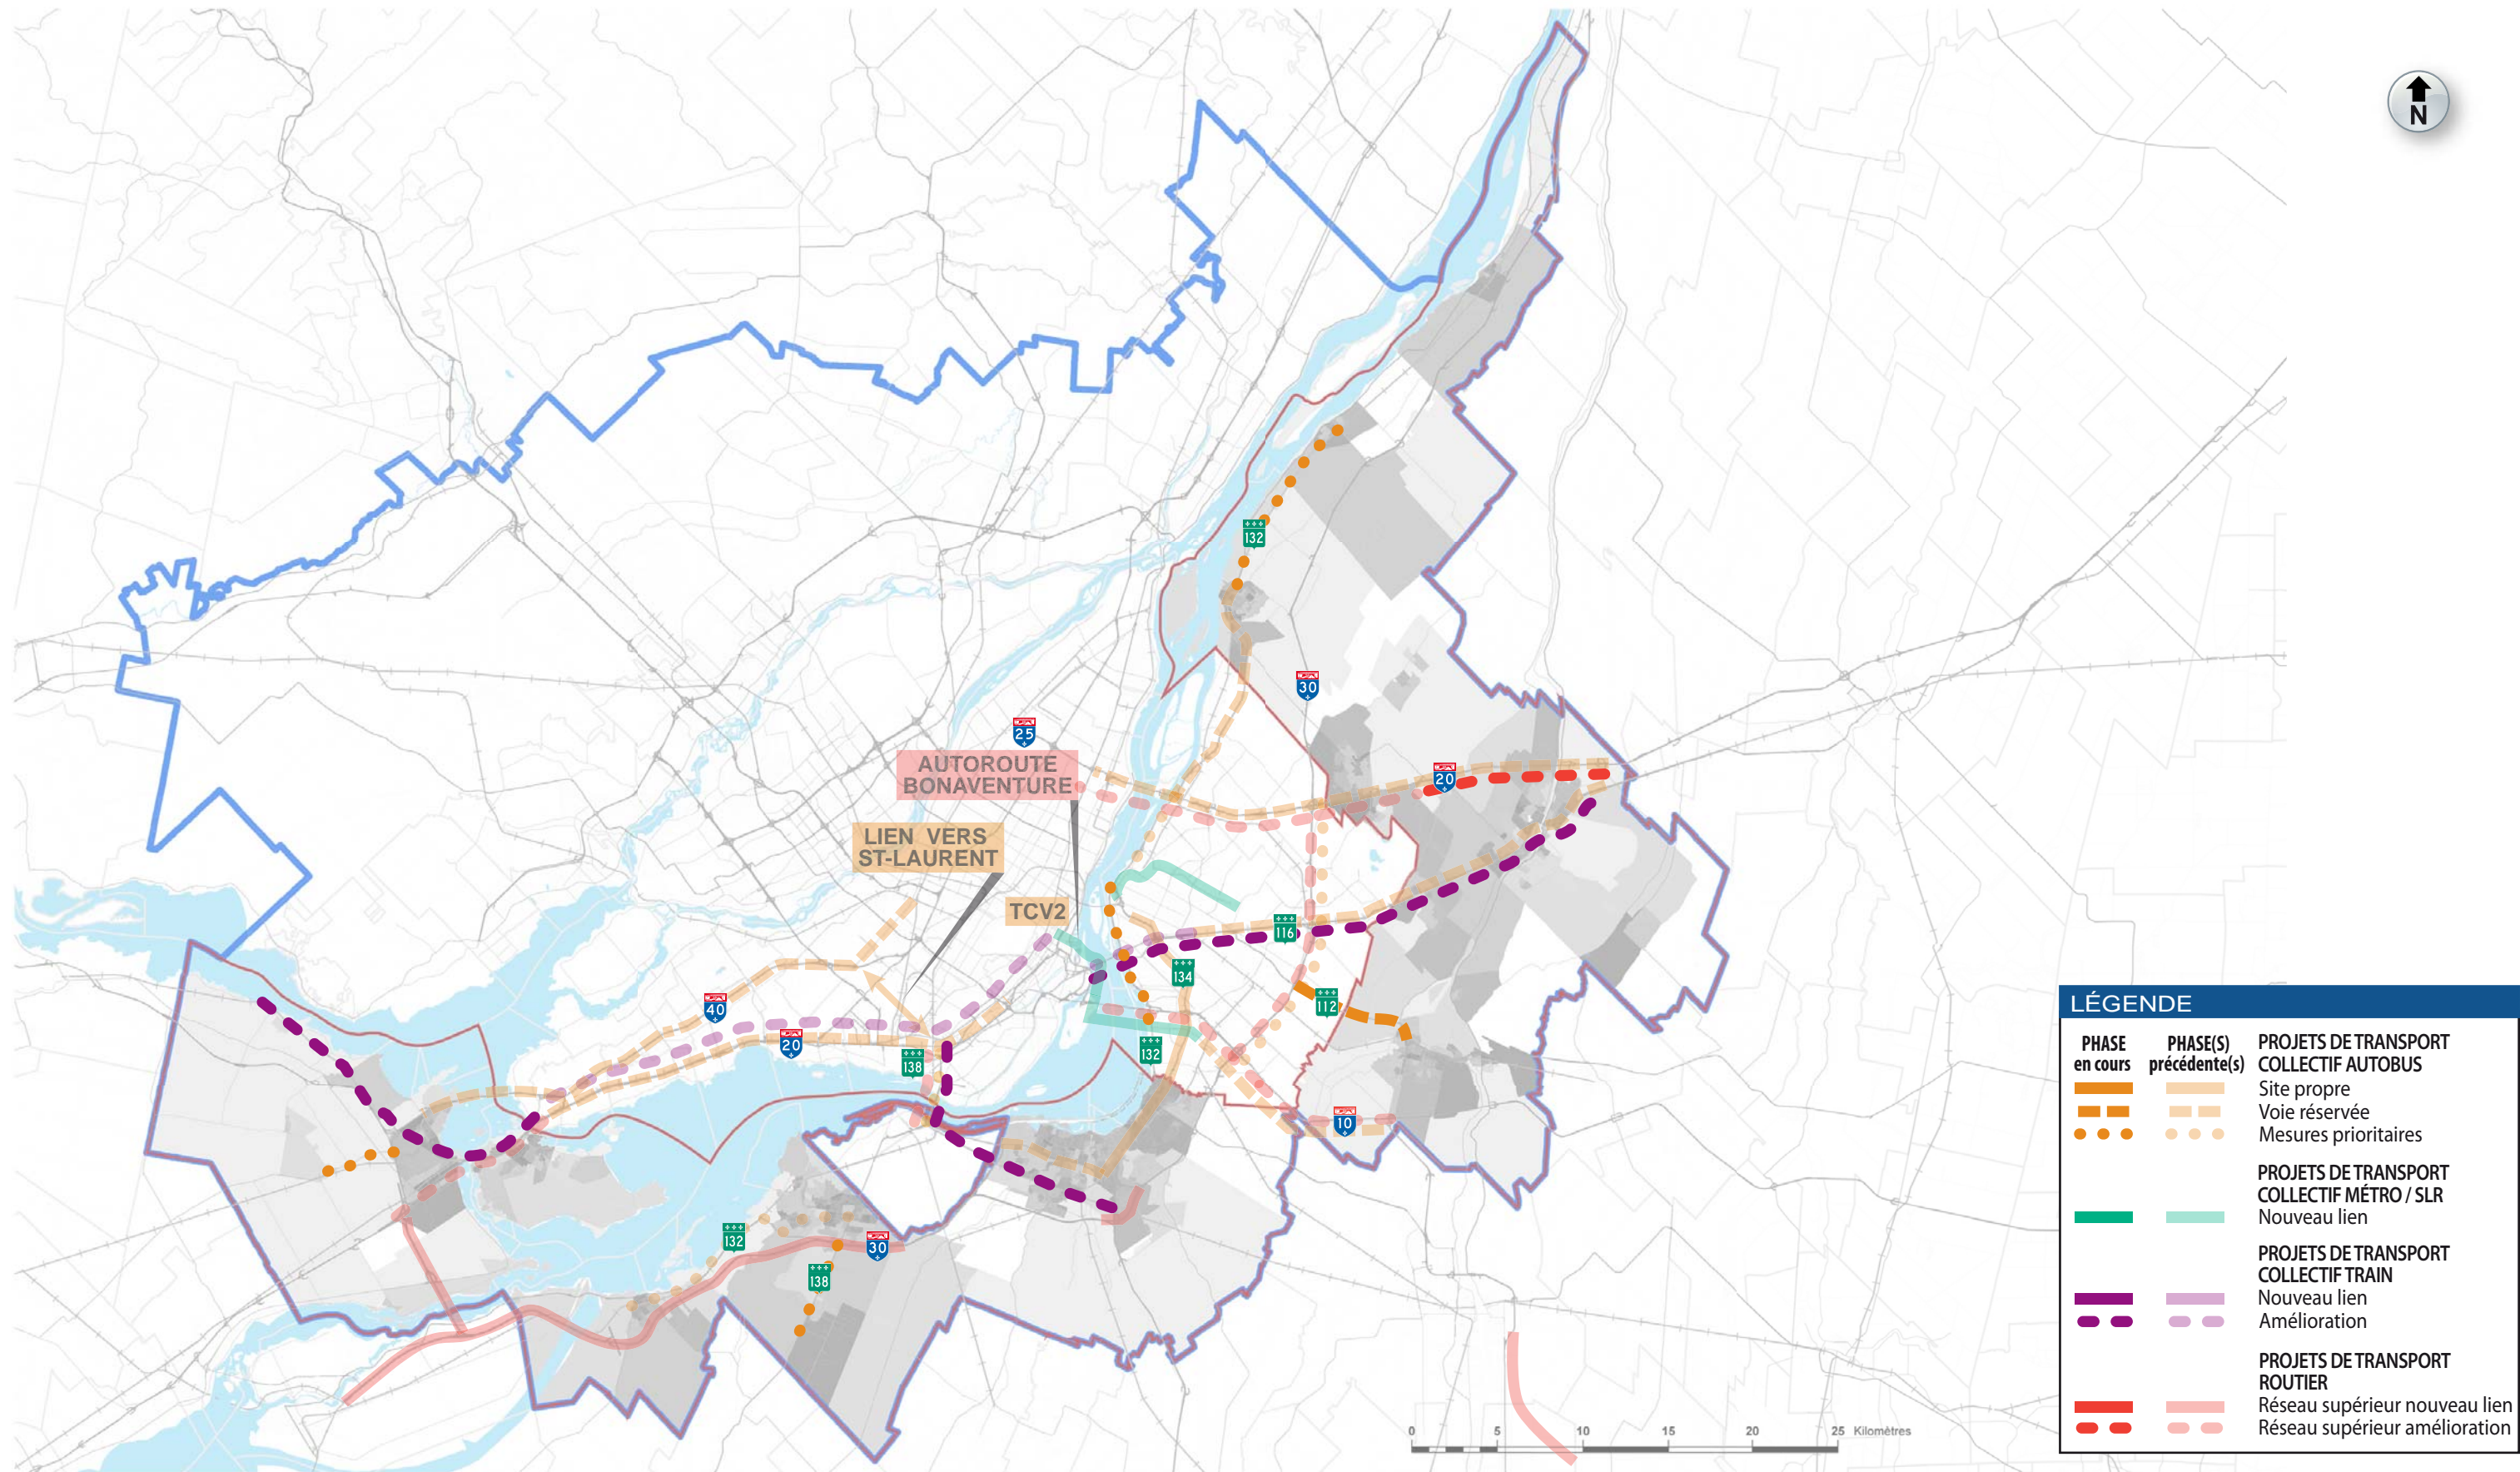 N
132
30
25
AUTOROUTE
BONAVENTURE
20
LIEN VERS
ST-LAURENT
TCV2
116
134
40
112
20
132
138
10
132
30
138
0 5 10 15 20 25 Kilomètres
LÉGENDE
PHASE
en cours
PHASE(S)
précédente(s)
PROJETS DE TRANSPORT
COLLECTIF AUTOBUS
Site propre
Voie réservée
Mesures prioritaires
PROJETS DE TRANSPORT
COLLECTIF MÉTRO / SLR
Nouveau lien
PROJETS DE TRANSPORT
COLLECTIF TRAIN
Nouveau lien
Amélioration
PROJETS DE TRANSPORT
ROUTIER
Réseau supérieur nouveau lien
Réseau supérieur amélioration